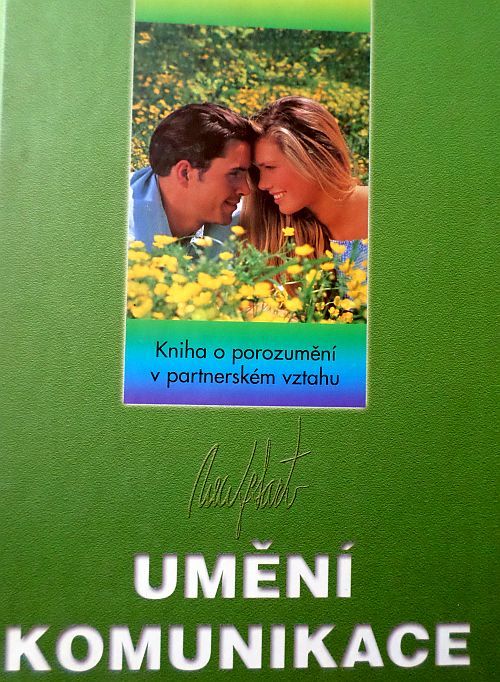 Kniha o porozumění
v partnerském vztahu
UMĚNÍ
KOMUNIKACE